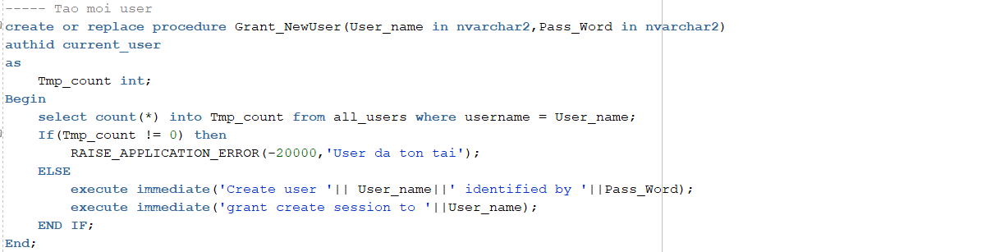 ----- Tao moi user
create or replace procedure Grant_NewUser(User_name in nvarchar2,Pass_Word in nvarchar2)
authid current_user
as
    Tmp_count int;
Begin
    select count(*) into Tmp_count from all_users where username = User_name;
    If(Tmp_count != 0) then
        RAISE_APPLICATION_ERROR(-20000,'User da ton tai');
    ELSE
        execute immediate('Create user '|| User_name||' identified by '||Pass_Word);
        execute immediate('grant create session to '||User_name);
    END IF;
End;